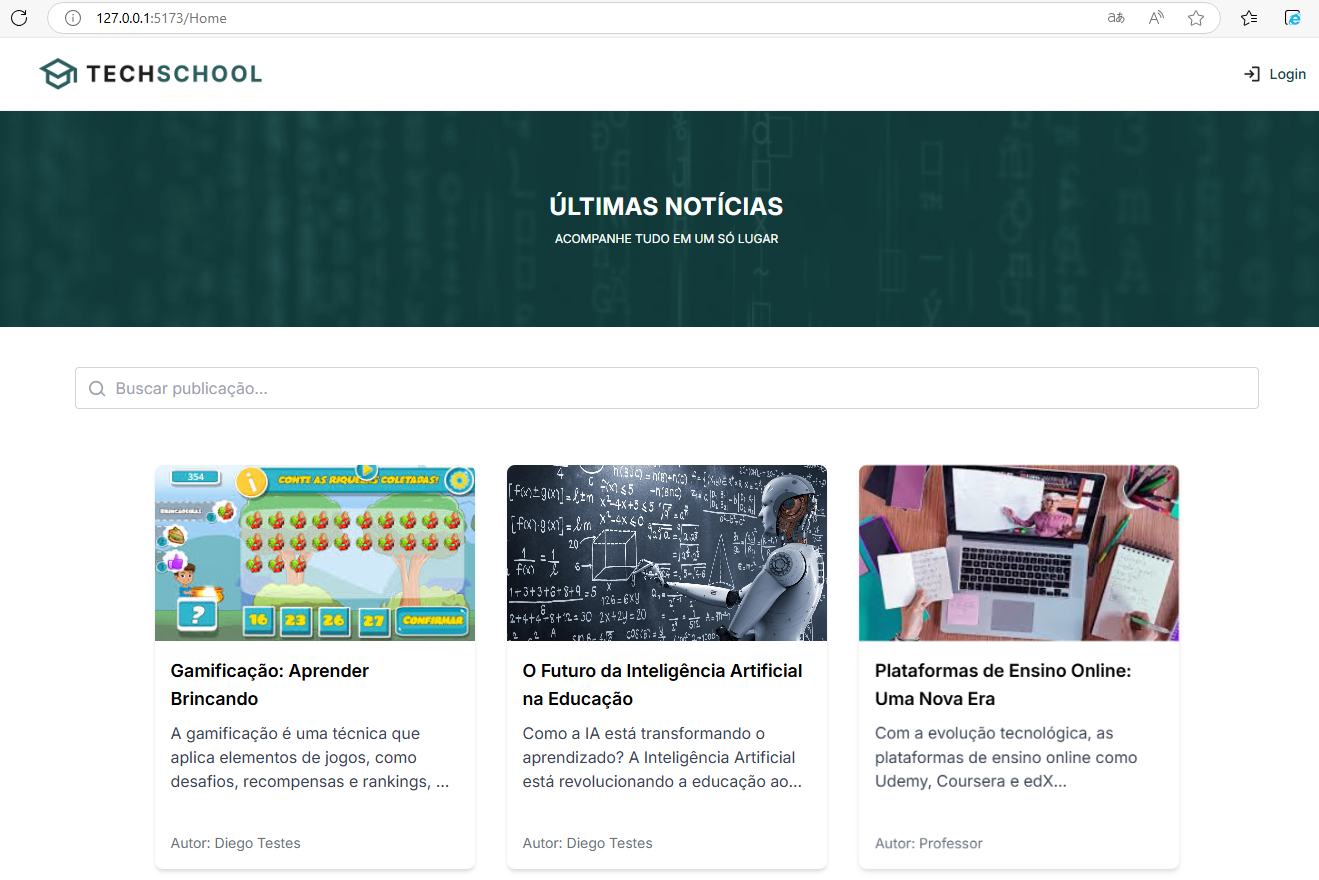 127.0.0.1:5173/Home
TECHSCHOOL
Login
ÚLTIMAS NOTÍCIAS
ACOMPANHE TUDO EM UM SÓ LUGAR
Buscar publicação...
354
CONTE AS RIQUEZAS COLETADAS!
BRINCADEIRAS
?
16 23 26 27 CONFIRMAR
Gamificação: Aprender
Brincando
A gamificação é uma técnica que
aplica elementos de jogos, como
desafios, recompensas e rankings, ...
Autor: Diego Testes
O Futuro da Inteligência Artificial
na Educação
Como a IA está transformando o
aprendizado? A Inteligência Artificial
está revolucionando a educação ao...
Autor: Diego Testes
Plataformas de Ensino Online:
Uma Nova Era
Com a evolução tecnológica, as
plataformas de ensino online como
Udemy, Coursera e edX...
Autor: Professor